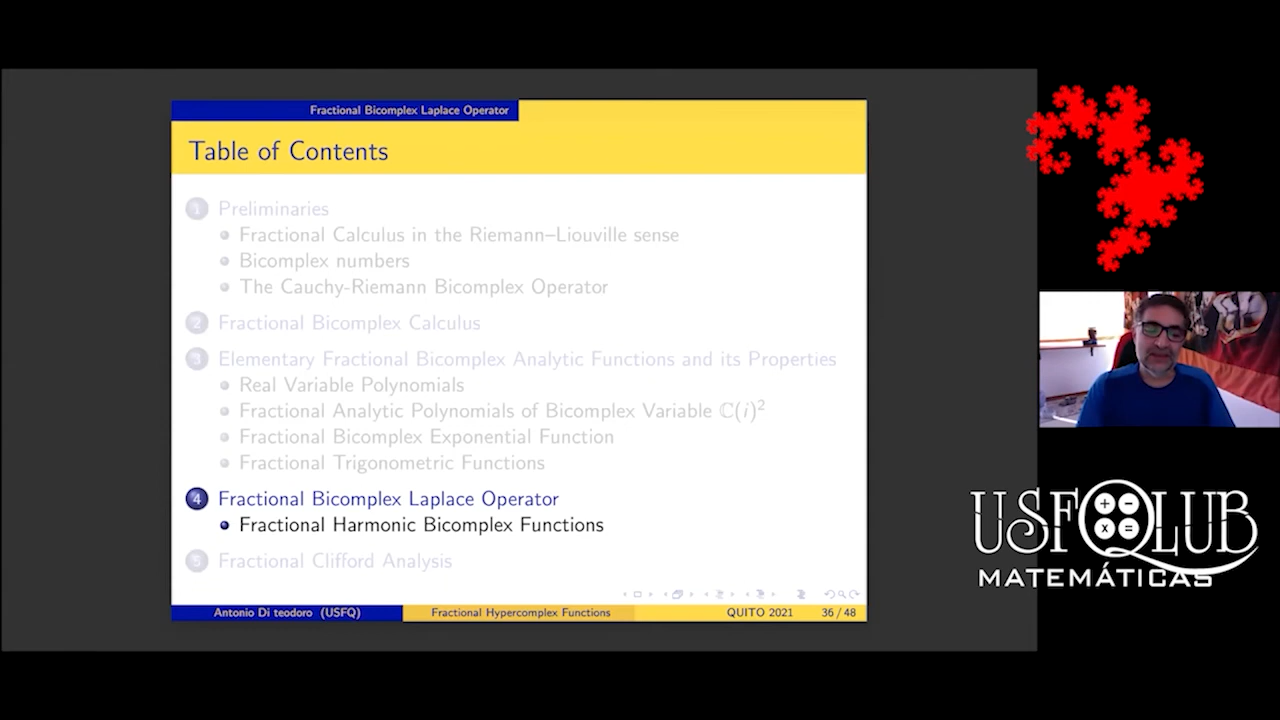 Fractional Bicomplex Laplace Operator
Table of Contents
1 Preliminaries
Fractional Calculus in the Riemann–Liouville sense
Bicomplex numbers
The Cauchy-Riemann Bicomplex Operator
2 Fractional Bicomplex Calculus
3 Elementary Fractional Bicomplex Analytic Functions and its Properties
Real Variable Polynomials
Fractional Analytic Polynomials of Bicomplex Variable ℂ(i)²
Fractional Bicomplex Exponential Function
Fractional Trigonometric Functions
4 Fractional Bicomplex Laplace Operator
Fractional Harmonic Bicomplex Functions
5 Fractional Clifford Analysis
Antonio Di teodoro (USFQ) Fractional Hypercomplex Functions QUITO 2021 36 / 48
USFQLUB
+ − x =
MATEMÁTICAS